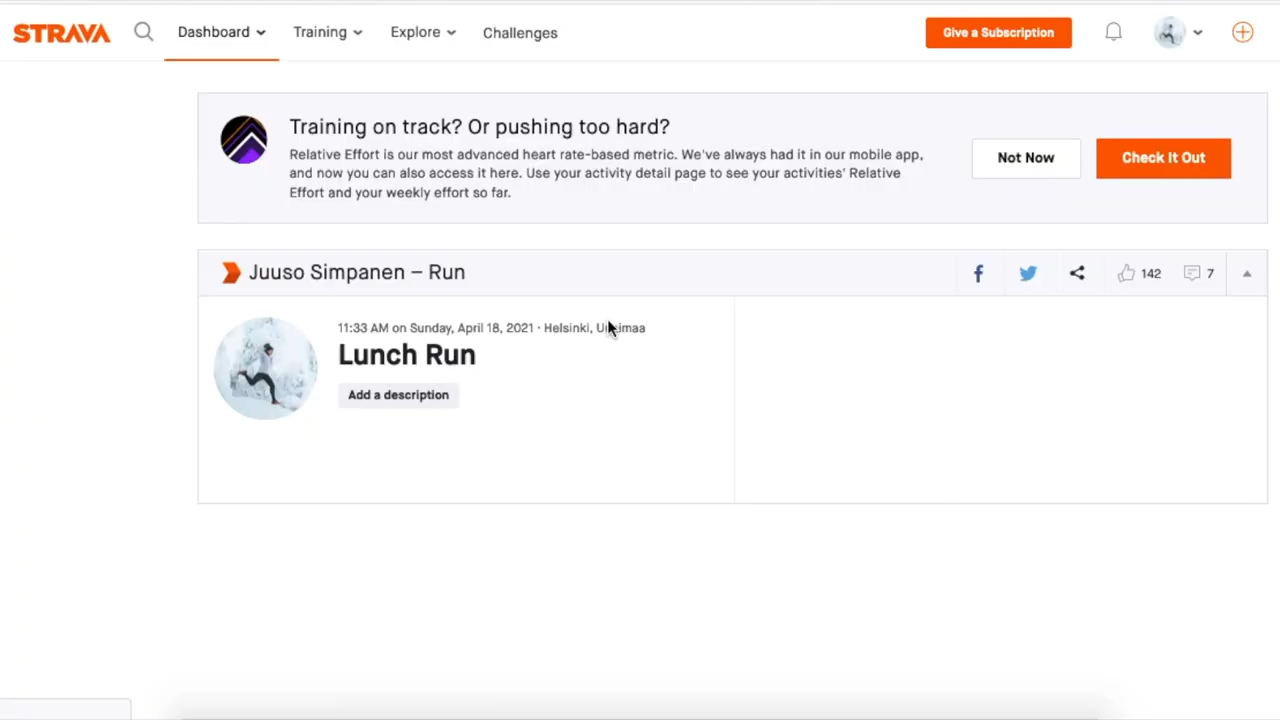 STRAVA Dashboard Training Explore Challenges Give a Subscription
Training on track? Or pushing too hard?
Relative Effort is our most advanced heart rate-based metric. We've always had it in our mobile app,
and now you can also access it here. Use your activity detail page to see your activities' Relative
Effort and your weekly effort so far.
Not Now
Check It Out
Juuso Simpanen – Run
142
7
11:33 AM on Sunday, April 18, 2021 · Helsinki,
Lunch Run
Add a description